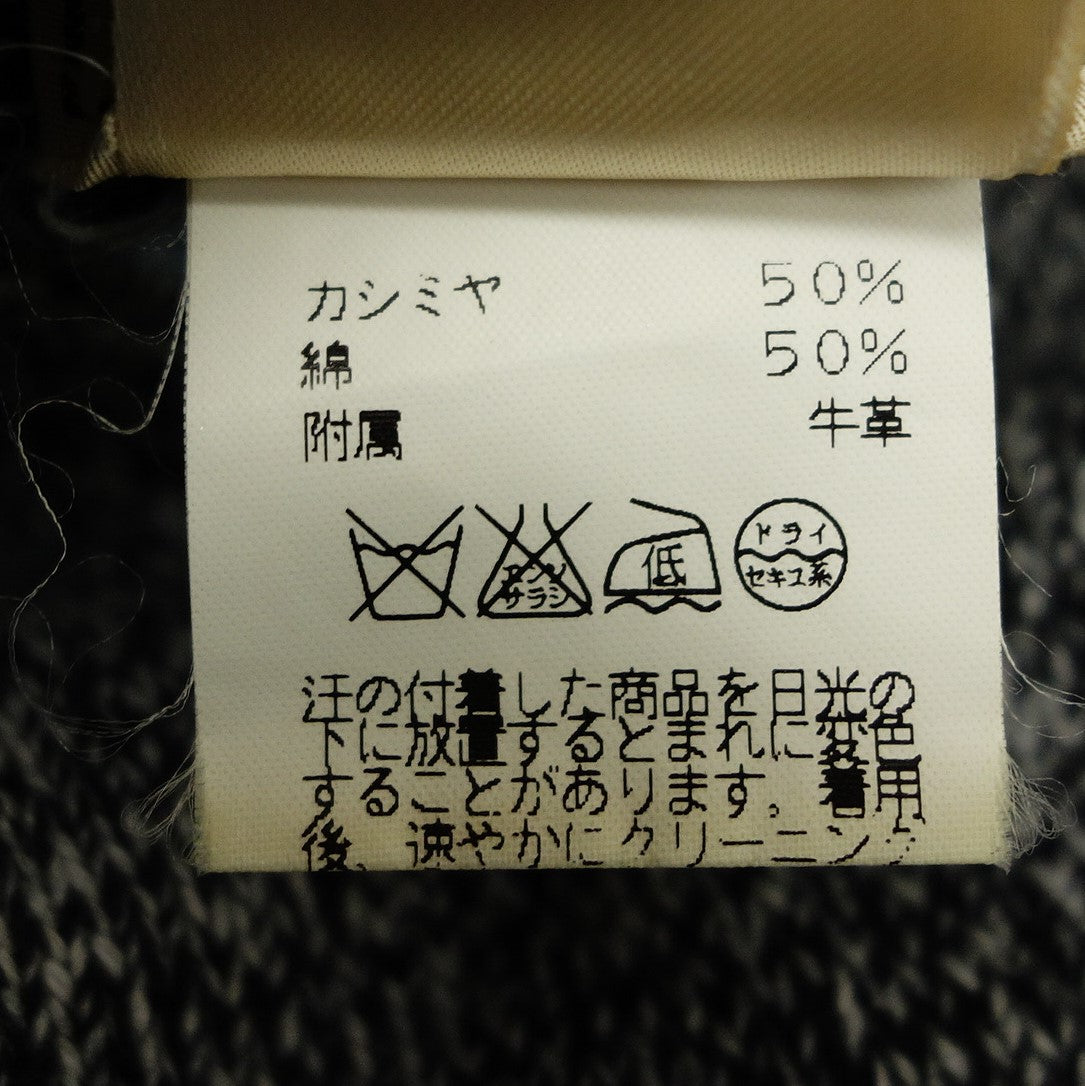 カシミヤ 50%
綿 50%
附属 牛革
エンソ
サラシ
低
ドライ
セキユ系
汗の付着した商品を日光の
下に放置するとまれに変色
することがあります。着用
後、速やかにクリーニング